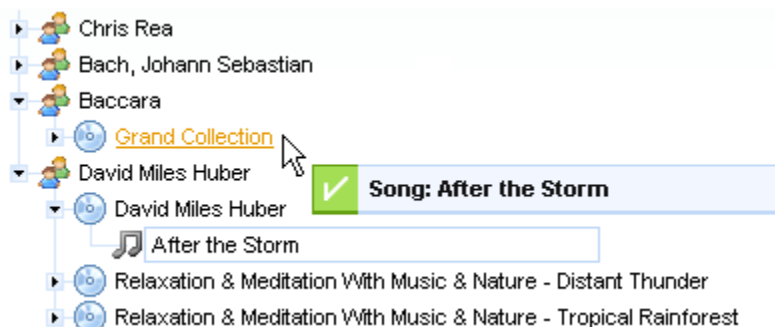 Chris Rea
Bach, Johann Sebastian
Baccara
Grand Collection
David Miles Huber
Song: After the Storm
David Miles Huber
After the Storm
Relaxation & Meditation With Music & Nature - Distant Thunder
Relaxation & Meditation With Music & Nature - Tropical Rainforest